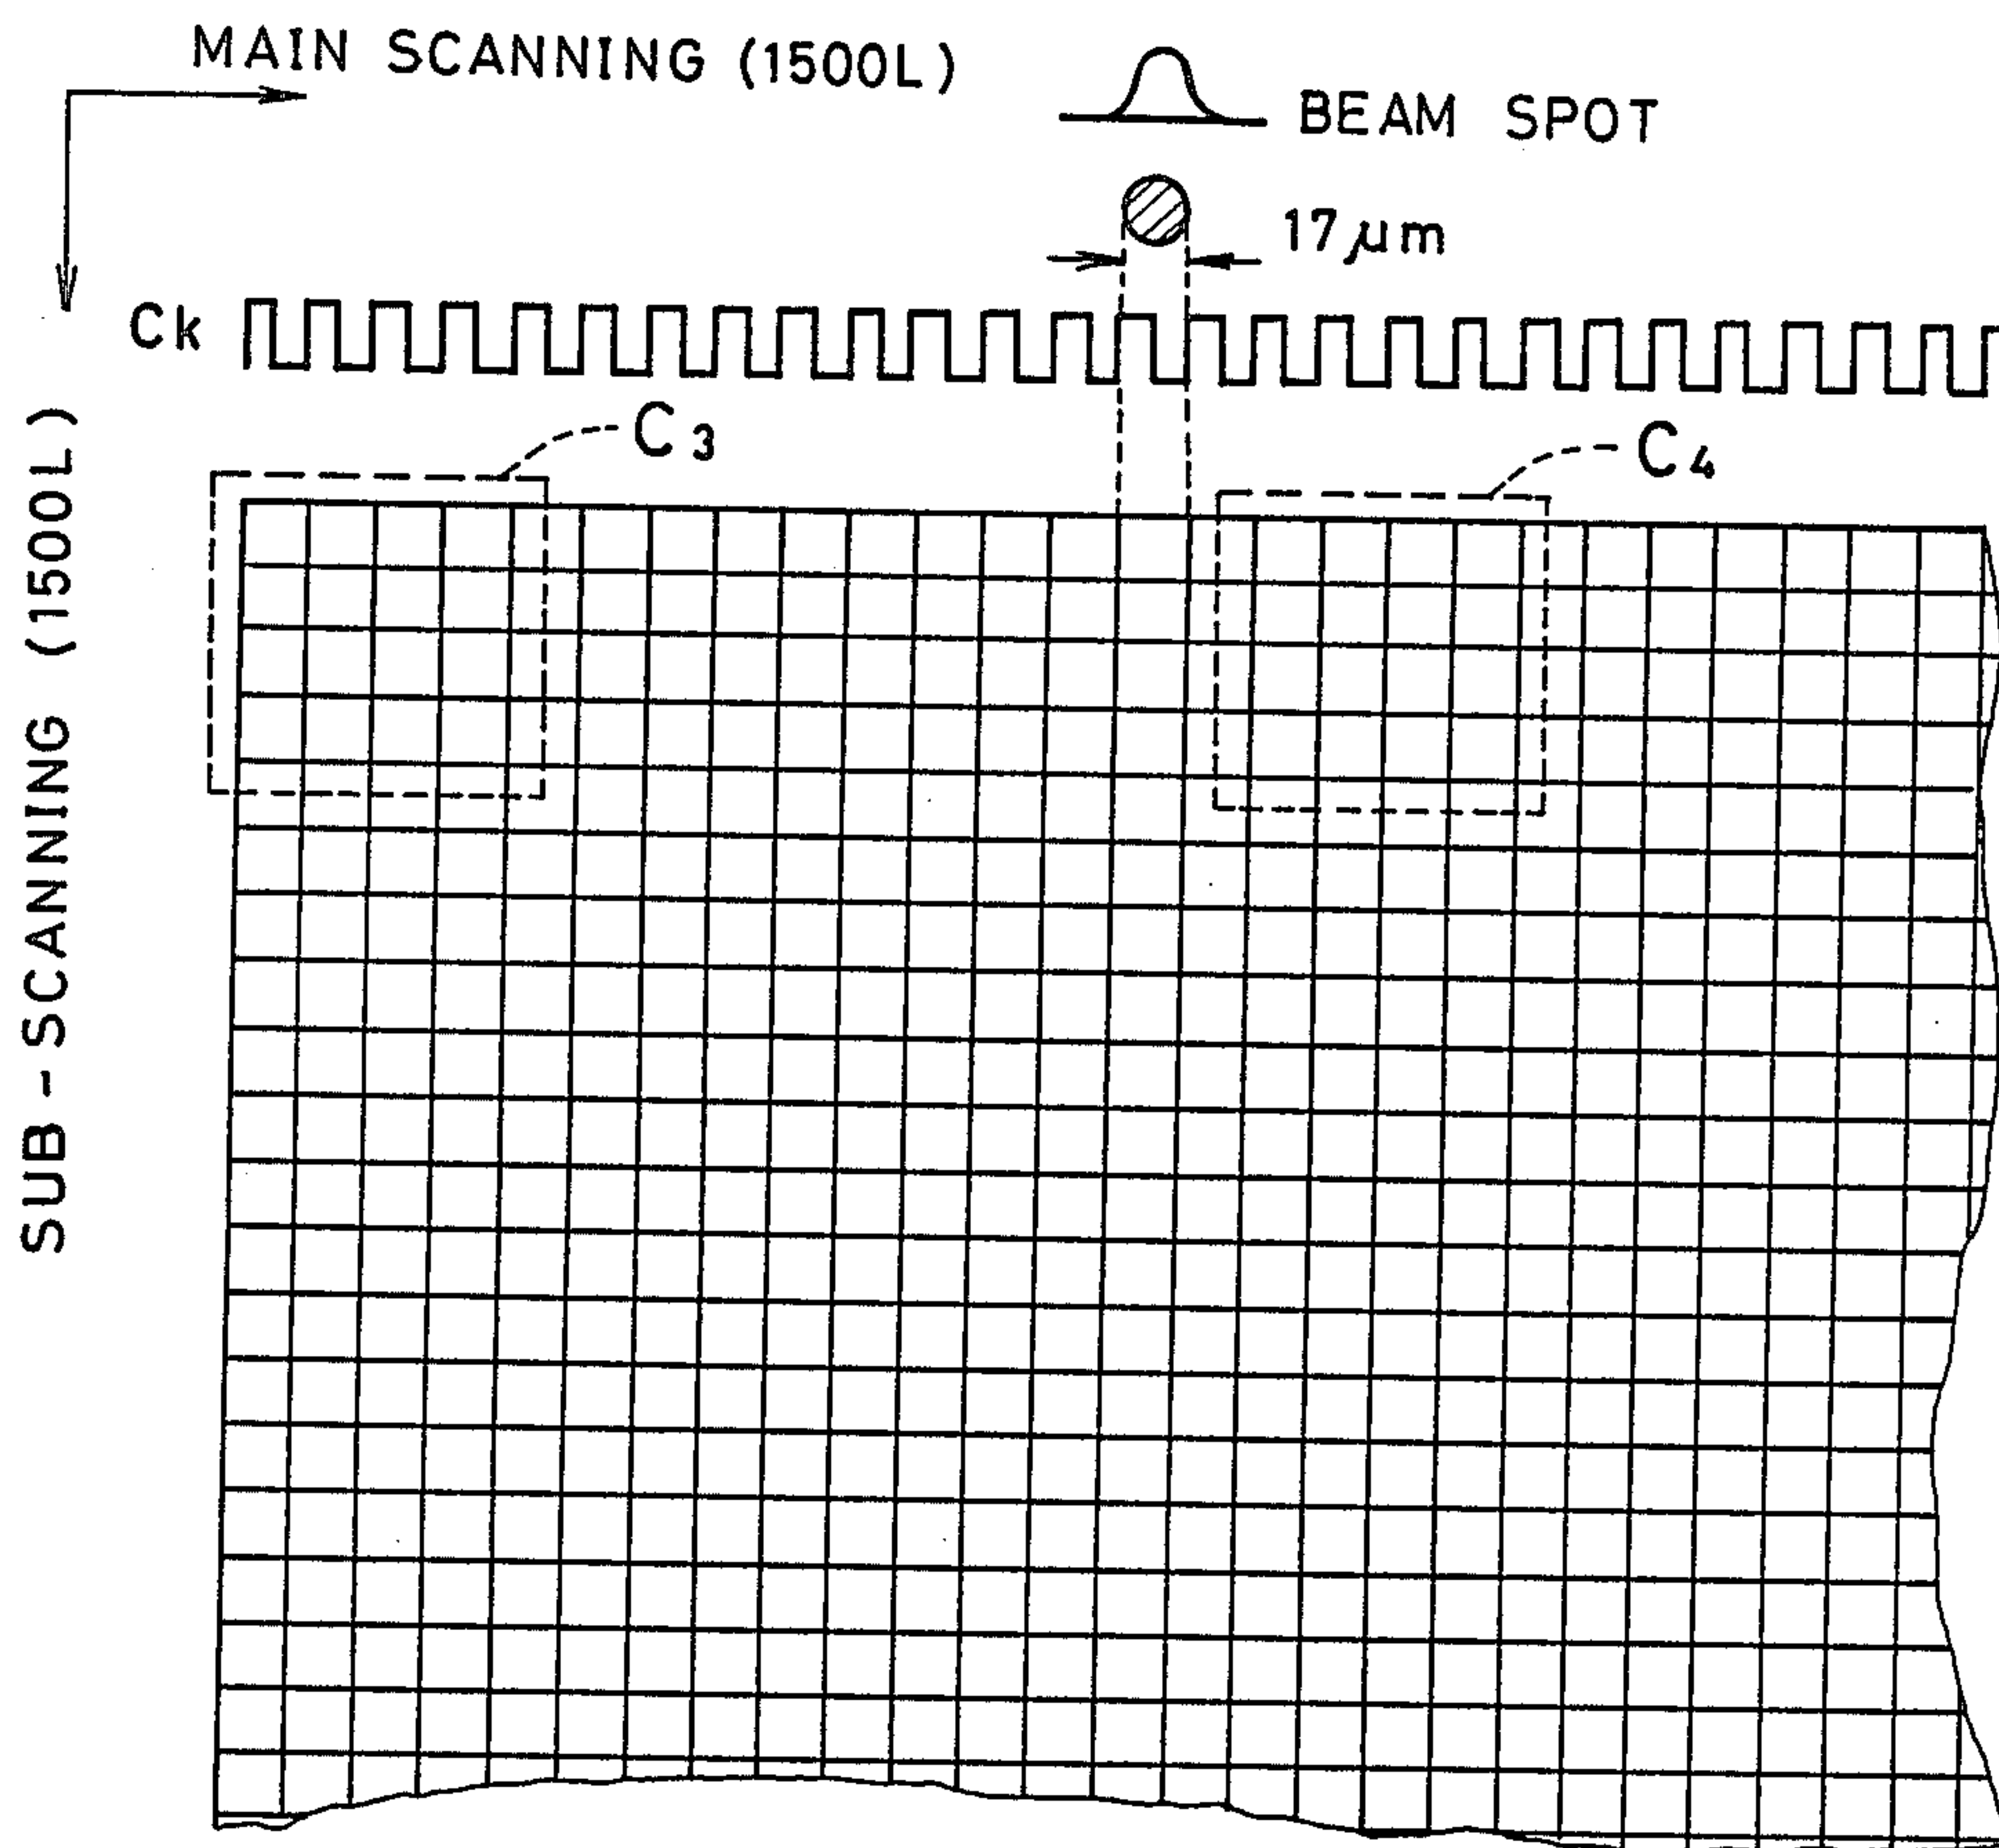 MAIN SCANNING (1500L)
BEAM SPOT
17μm
Ck
C3
C4
SUB-SCANNING (1500L)